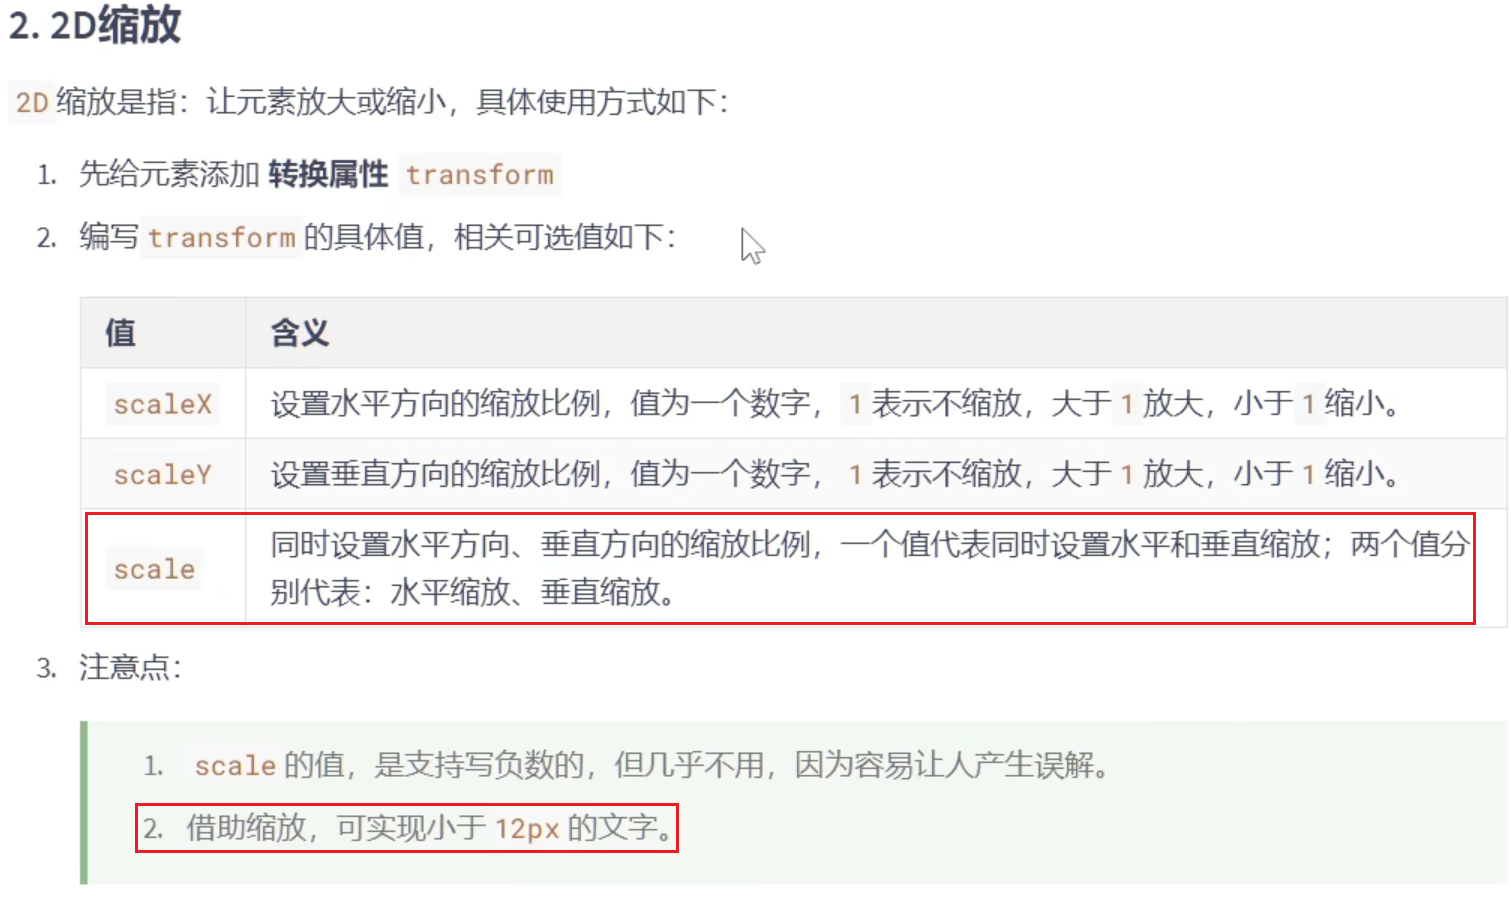 2. 2D缩放
2D 缩放是指：让元素放大或缩小，具体使用方式如下：
1. 先给元素添加 转换属性 transform
2. 编写 transform 的具体值，相关可选值如下：
值 含义
scaleX 设置水平方向的缩放比例，值为一个数字， 1 表示不缩放，大于 1 放大，小于 1 缩小。
scaleY 设置垂直方向的缩放比例，值为一个数字， 1 表示不缩放，大于 1 放大，小于 1 缩小。
scale 同时设置水平方向、垂直方向的缩放比例，一个值代表同时设置水平和垂直缩放；两个值分
别代表：水平缩放、垂直缩放。
3. 注意点：
1. scale 的值，是支持写负数的，但几乎不用，因为容易让人产生误解。
2. 借助缩放，可实现小于 12px 的文字。